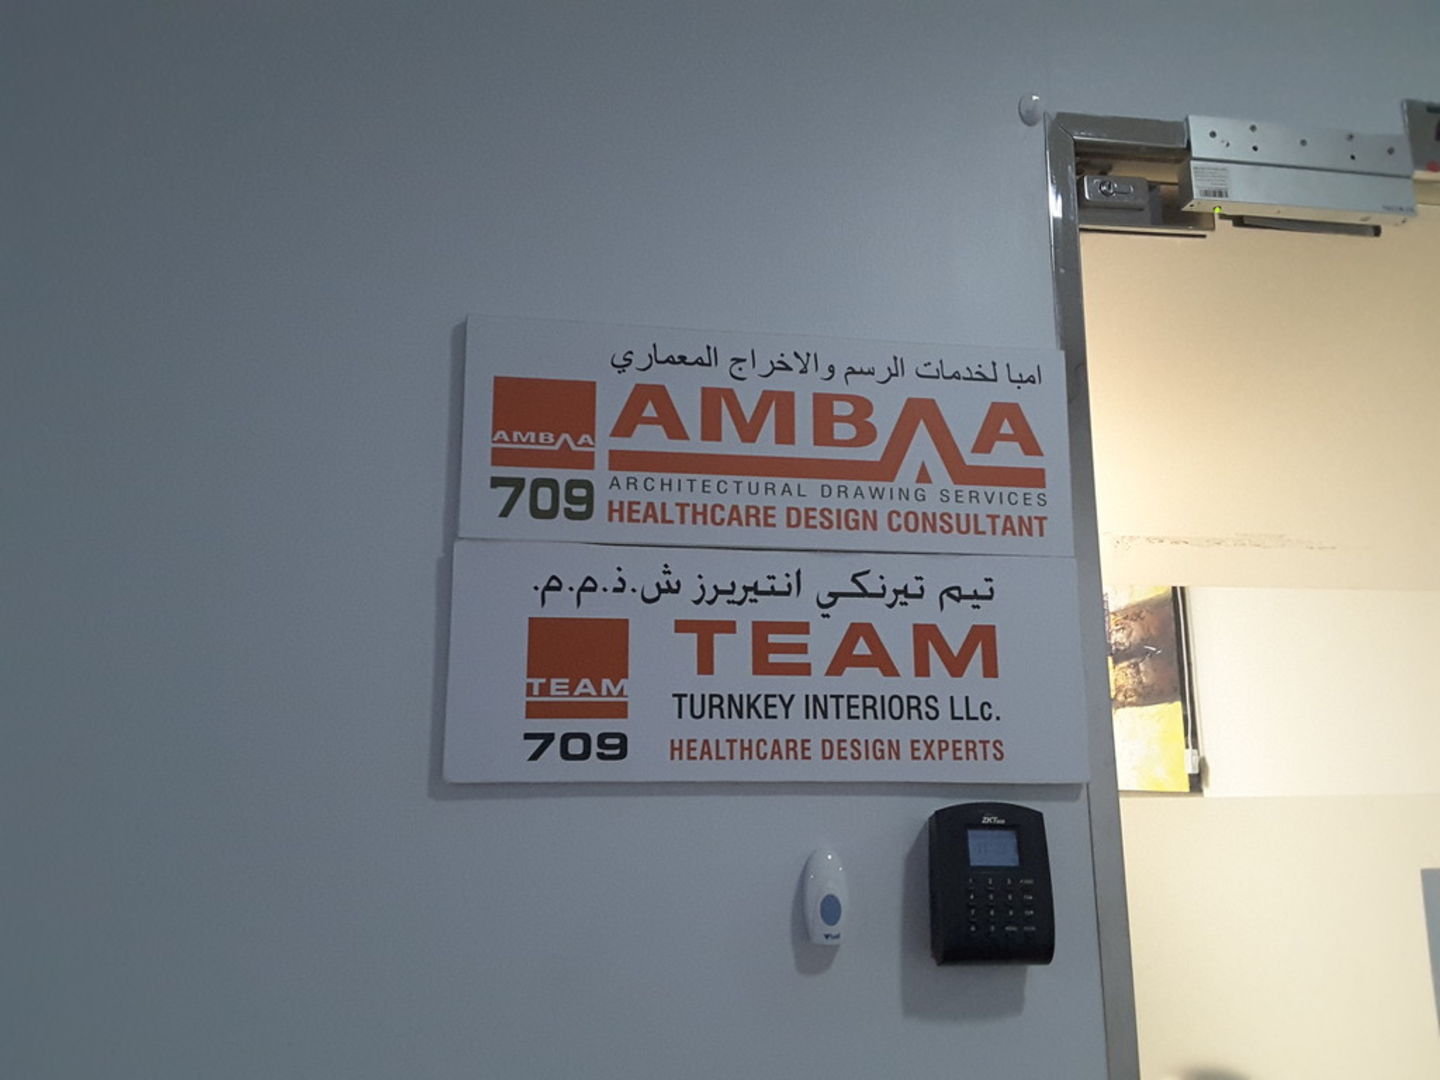 امبا لخدمات الرسم والاخراج المعماري
AMBAA
AMBAA
709
ARCHITECTURAL DRAWING SERVICES
HEALTHCARE DESIGN CONSULTANT
تيم تيرنكي انتيريرز ش.ذ.م.م.
TEAM
TEAM
TURNKEY INTERIORS LLc.
709
HEALTHCARE DESIGN EXPERTS
ZKT